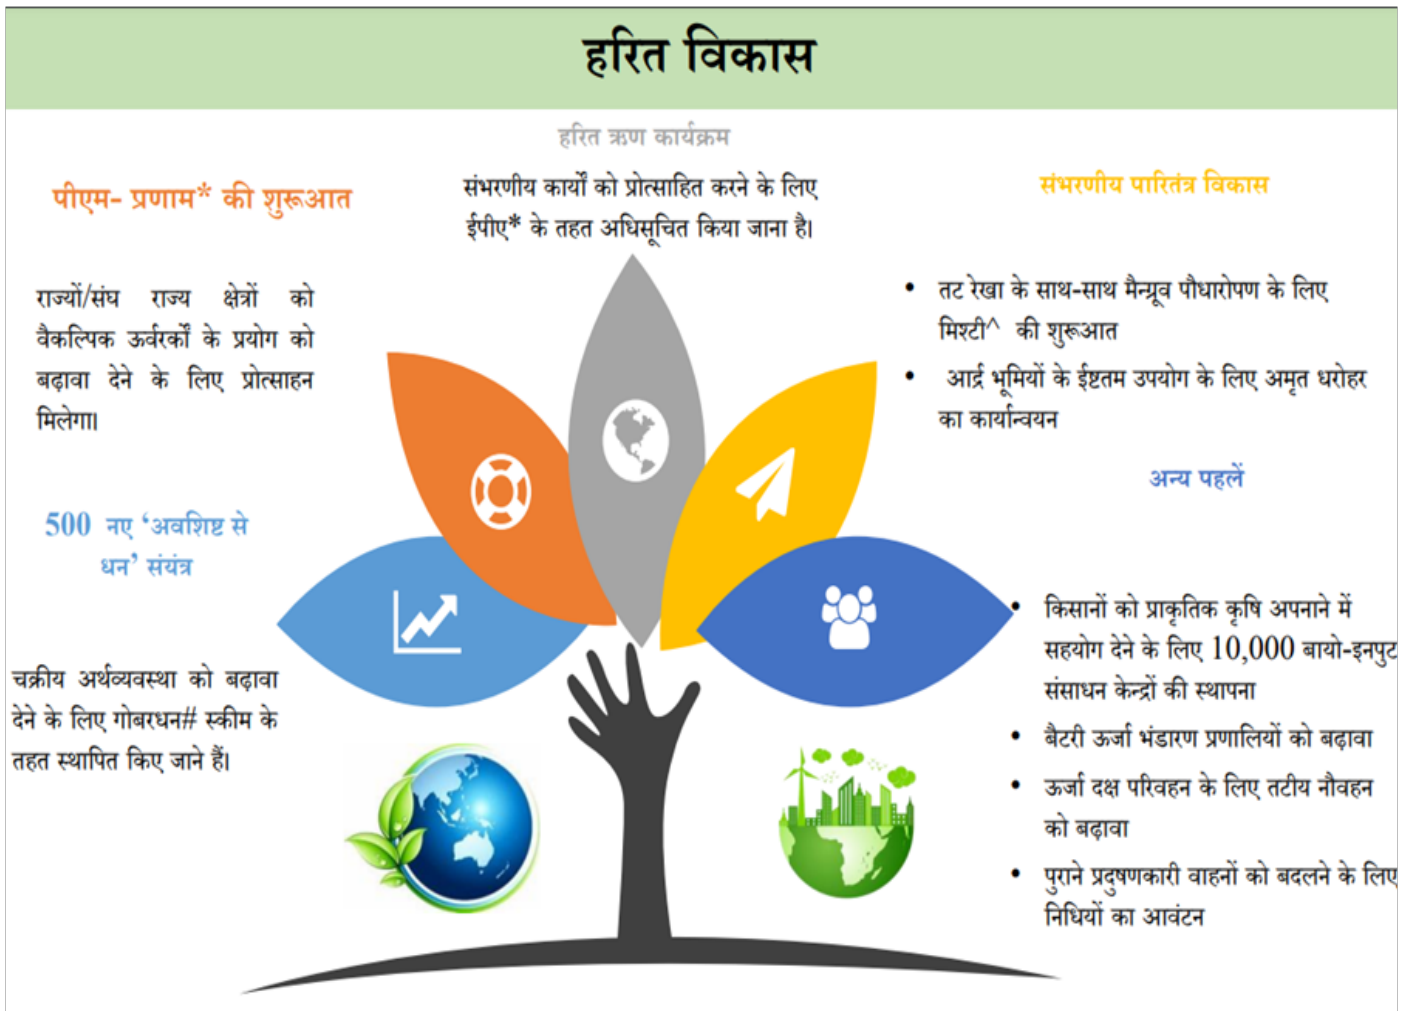 हरित विकास
हरित ऋण कार्यक्रम
संभरणीय कार्यों को प्रोत्साहित करने के लिए
ईपीए* के तहत अधिसूचित किया जाना है।
पीएम- प्रणाम* की शुरूआत
राज्यों/संघ राज्य क्षेत्रों को
वैकल्पिक ऊर्वरकों के प्रयोग को
बढ़ावा देने के लिए प्रोत्साहन
मिलेगा।
500 नए ‘अवशिष्ट से
धन’ संयंत्र
चक्रीय अर्थव्यवस्था को बढ़ावा
देने के लिए गोबरधन# स्कीम के
तहत स्थापित किए जाने हैं।
संभरणीय पारितंत्र विकास
• तट रेखा के साथ-साथ मैन्ग्रूव पौधारोपण के लिए
मिश्टी^ की शुरूआत
• आर्द्र भूमियों के ईष्टतम उपयोग के लिए अमृत धरोहर
का कार्यान्वयन
अन्य पहलें
• किसानों को प्राकृतिक कृषि अपनाने में
सहयोग देने के लिए 10,000 बायो-इनपुट
संसाधन केन्द्रों की स्थापना
• बैटरी ऊर्जा भंडारण प्रणालियों को बढ़ावा
• ऊर्जा दक्ष परिवहन के लिए तटीय नौवहन
को बढ़ावा
• पुराने प्रदुषणकारी वाहनों को बदलने के लिए
निधियों का आवंटन